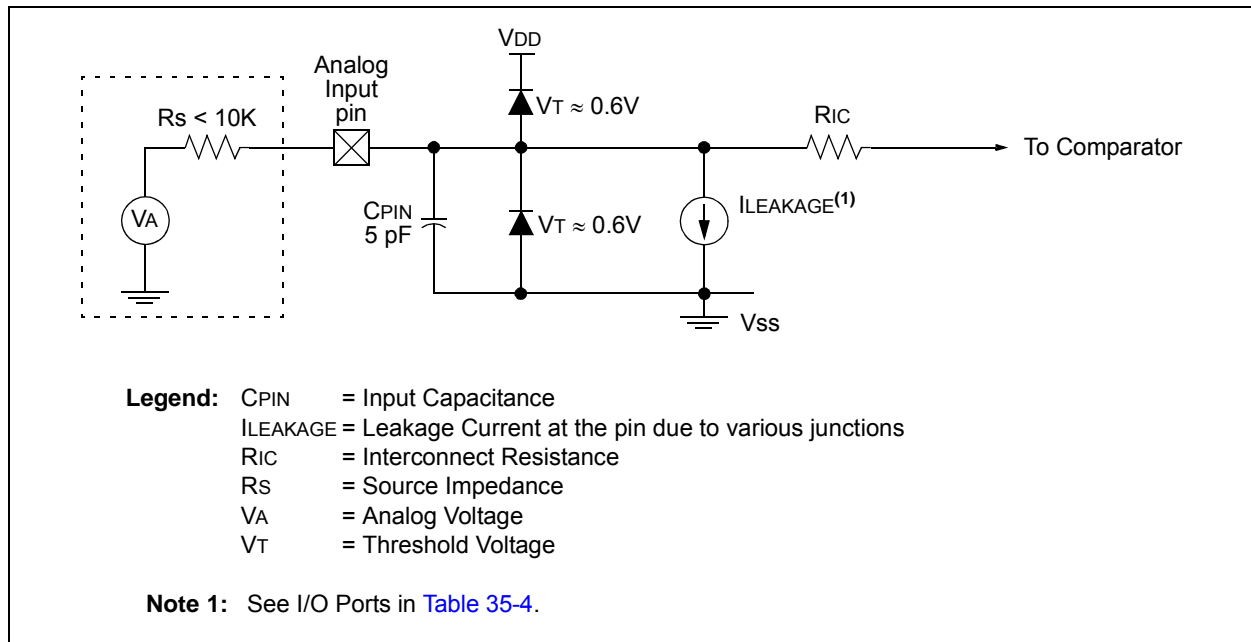 VDD
Analog
Input
pin
Rs < 10K
VT ≈ 0.6V
RIC
To Comparator
VA
CPIN
5 pF
VT ≈ 0.6V
ILEAKAGE(1)
Vss
Legend: CPIN = Input Capacitance
ILEAKAGE = Leakage Current at the pin due to various junctions
RIC = Interconnect Resistance
RS = Source Impedance
VA = Analog Voltage
VT = Threshold Voltage
Note 1: See I/O Ports in Table 35-4.